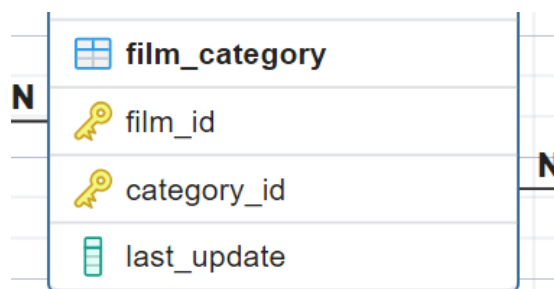 film_category
N
film_id
N
category_id
last_update